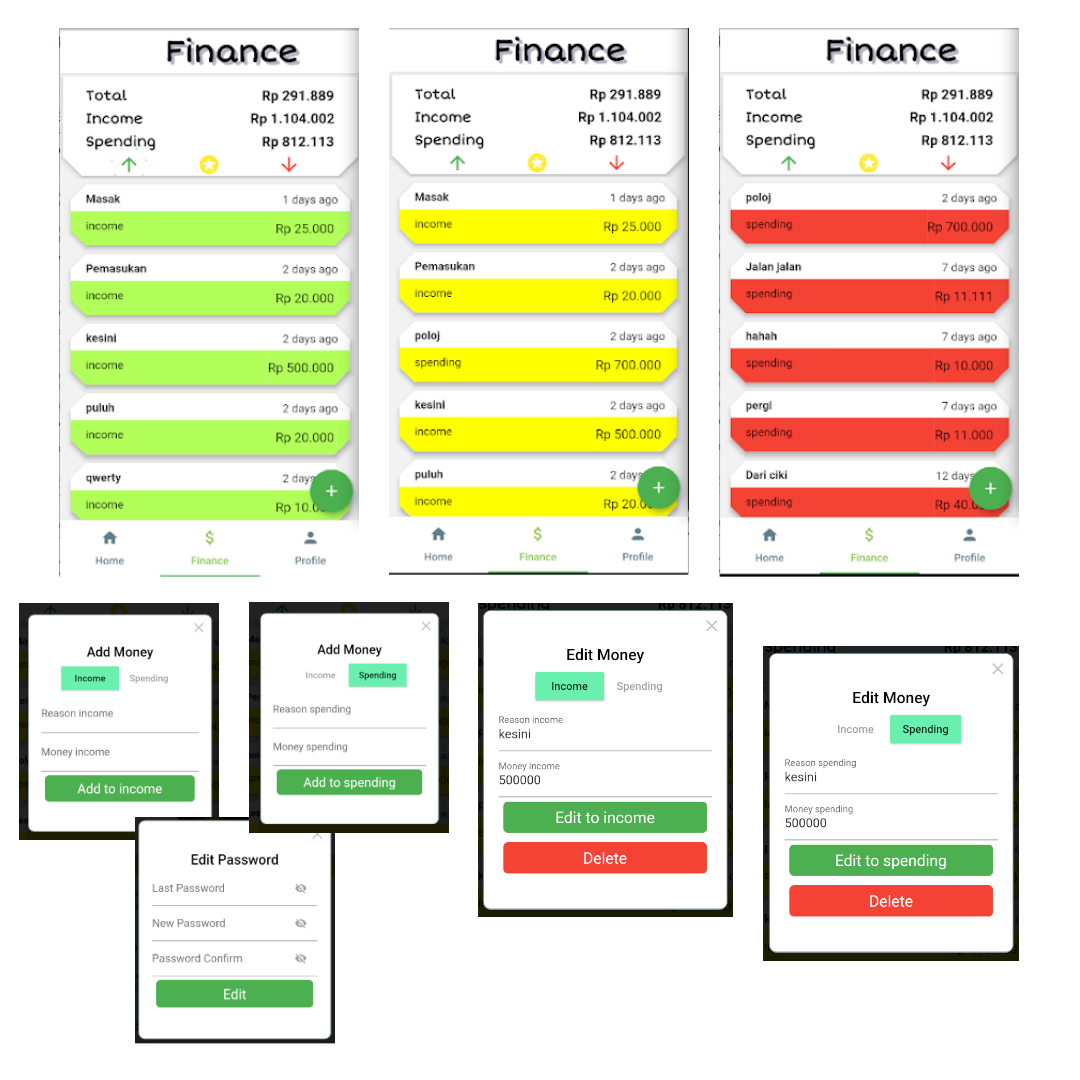 Finance
Total Rp 291.889
Income Rp 1.104.002
Spending Rp 812.113
Masak 1 days ago
income Rp 25.000
Pemasukan 2 days ago
income Rp 20.000
kesini 2 days ago
income Rp 500.000
puluh 2 days ago
income Rp 20.000
qwerty 2 days
income Rp 10.0
+
Home Finance Profile
Finance
Total Rp 291.889
Income Rp 1.104.002
Spending Rp 812.113
Masak 1 days ago
income Rp 25.000
Pemasukan 2 days ago
income Rp 20.000
poloj 2 days ago
spending Rp 700.000
kesini 2 days ago
income Rp 500.000
puluh 2 days
income Rp 20.0
+
Home Finance Profile
Finance
Total Rp 291.889
Income Rp 1.104.002
Spending Rp 812.113
poloj 2 days ago
spending Rp 700.000
Jalan jalan 7 days ago
spending Rp 11.111
hahah 7 days ago
spending Rp 10.000
pergi 7 days ago
spending Rp 11.000
Dari ciki 12 days
spending Rp 40.0
+
Home Finance Profile
Add Money
Income Spending
Reason income
Money income
Add to income
Add Money
Income Spending
Reason spending
Money spending
Add to spending
Edit Password
Last Password
New Password
Password Confirm
Edit
spending Rp 812.113
Edit Money
Income Spending
Reason income
kesini
Money income
500000
Edit to income
Delete
spending Rp 812.113
Edit Money
Income Spending
Reason spending
kesini
Money spending
500000
Edit to spending
Delete